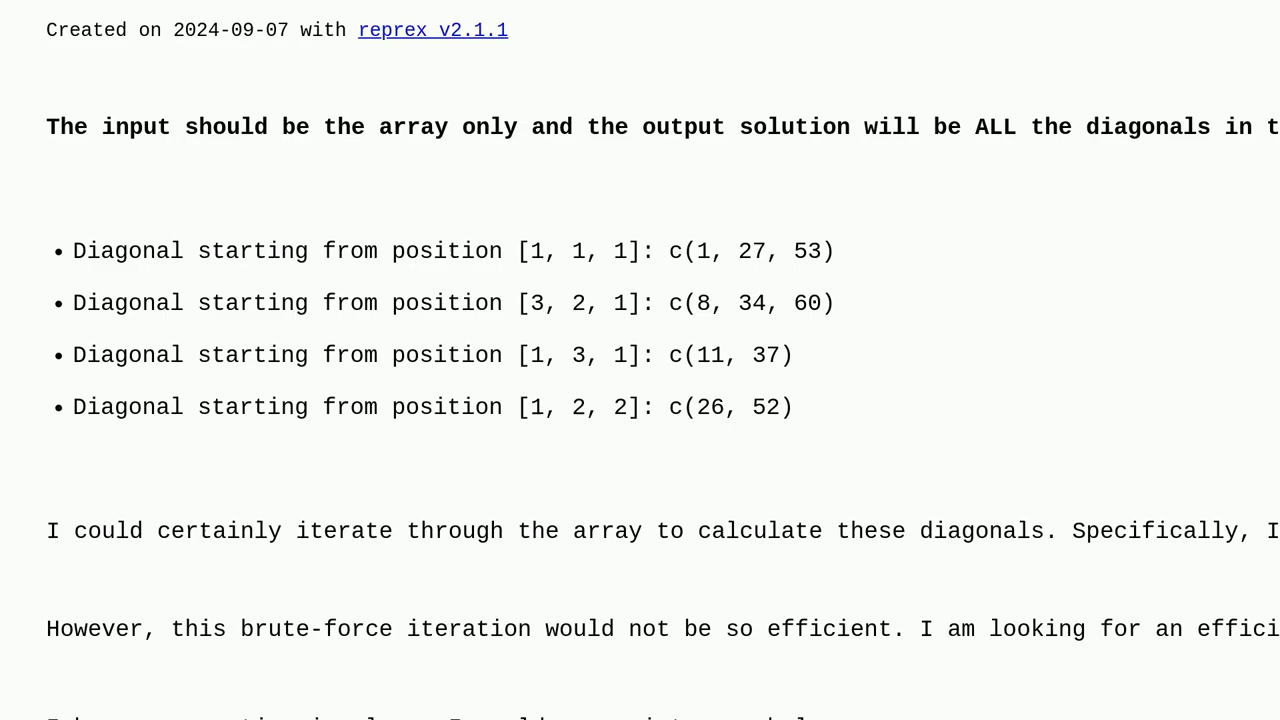 Created on 2024-09-07 with reprex v2.1.1
The input should be the array only and the output solution will be ALL the diagonals in t
• Diagonal starting from position [1, 1, 1]: c(1, 27, 53)
• Diagonal starting from position [3, 2, 1]: c(8, 34, 60)
• Diagonal starting from position [1, 3, 1]: c(11, 37)
• Diagonal starting from position [1, 2, 2]: c(26, 52)
I could certainly iterate through the array to calculate these diagonals. Specifically, I
However, this brute-force iteration would not be so efficient. I am looking for an effici